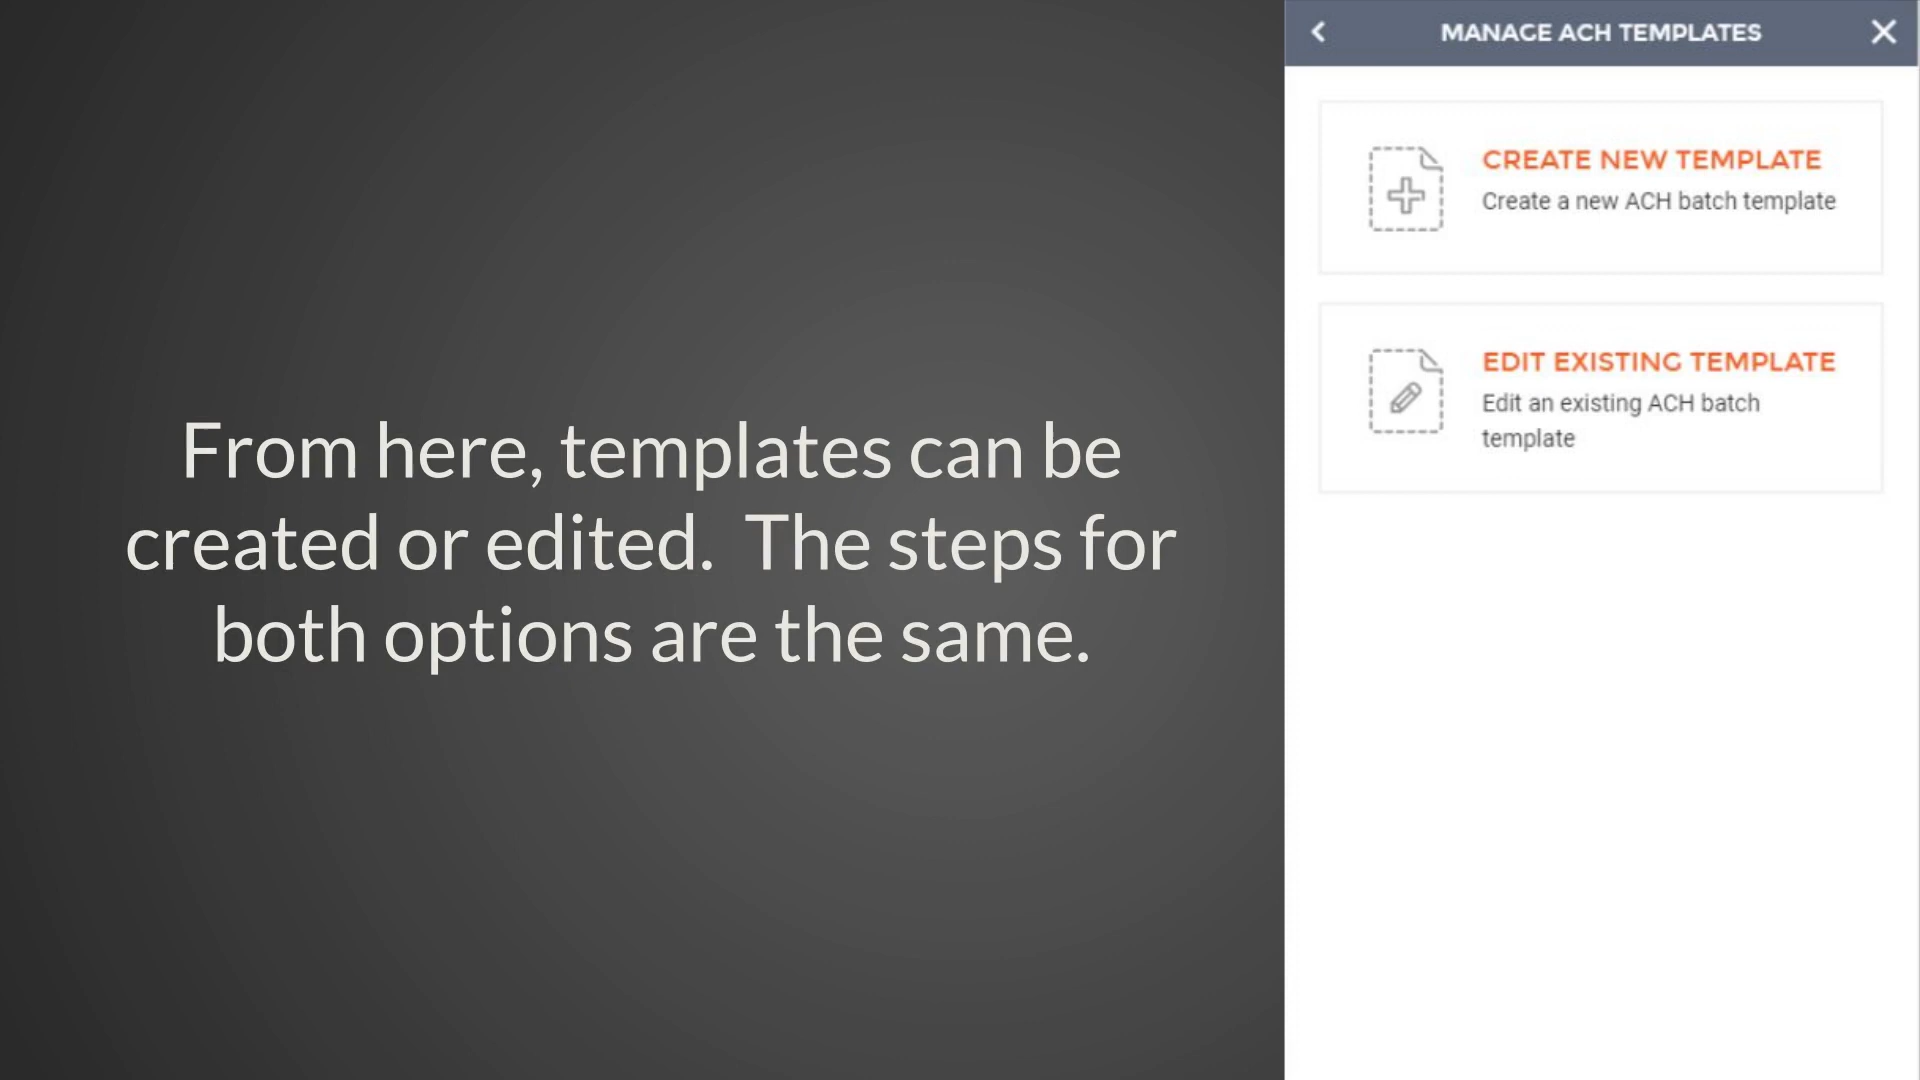 From here, templates can be
created or edited.  The steps for
both options are the same.
MANAGE ACH TEMPLATES
CREATE NEW TEMPLATE
Create a new ACH batch template
EDIT EXISTING TEMPLATE
Edit an existing ACH batch
template